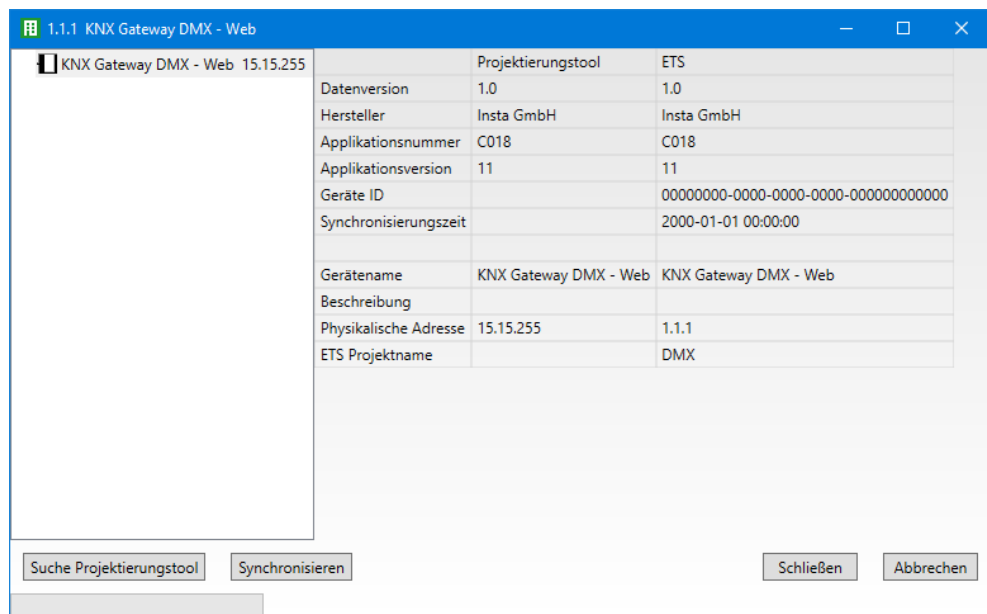 1.1.1 KNX Gateway DMX - Web
KNX Gateway DMX - Web 15.15.255
Projektierungstool ETS
Datenversion 1.0 1.0
Hersteller Insta GmbH Insta GmbH
Applikationsnummer C018 C018
Applikationsversion 11 11
Geräte ID 00000000-0000-0000-0000-000000000000
Synchronisierungszeit 2000-01-01 00:00:00
Gerätename KNX Gateway DMX - Web KNX Gateway DMX - Web
Beschreibung
Physikalische Adresse 15.15.255 1.1.1
ETS Projektname DMX
Suche Projektierungstool Synchronisieren Schließen Abbrechen